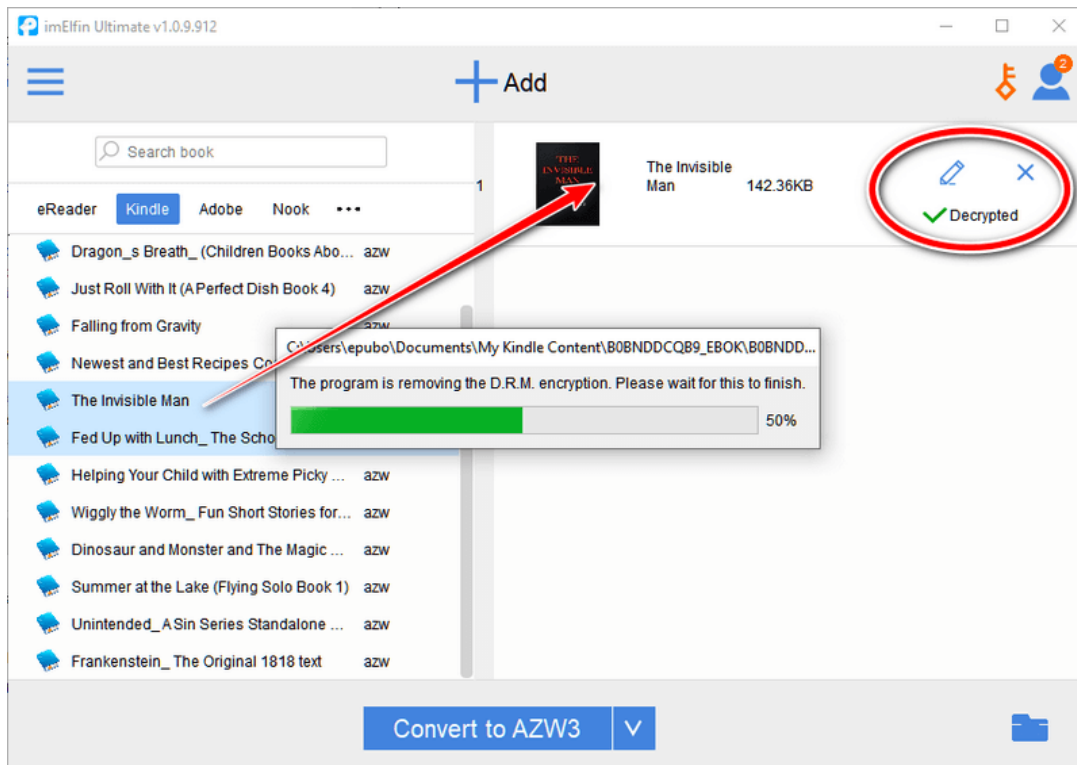 imElfin Ultimate v1.0.9.912
Add
2
Search book
eReader Kindle Adobe Nook •••
Dragon_s Breath_ (Children Books Abo... azw
Just Roll With It (A Perfect Dish Book 4) azw
Falling from Gravity azw
Newest and Best Recipes Co
The Invisible Man
Fed Up with Lunch_ The Scho
Helping Your Child with Extreme Picky ... azw
Wiggly the Worm_ Fun Short Stories for... azw
Dinosaur and Monster and The Magic ... azw
Summer at the Lake (Flying Solo Book 1) azw
Unintended_ A Sin Series Standalone ... azw
Frankenstein_ The Original 1818 text azw
1
THE
INVISIBLE
MAN
The Invisible
Man 142.36KB
Decrypted
C:\Users\epubo\Documents\My Kindle Content\B0BNDDCQB9_EBOK\B0BNDD...
The program is removing the D.R.M. encryption. Please wait for this to finish.
50%
Convert to AZW3